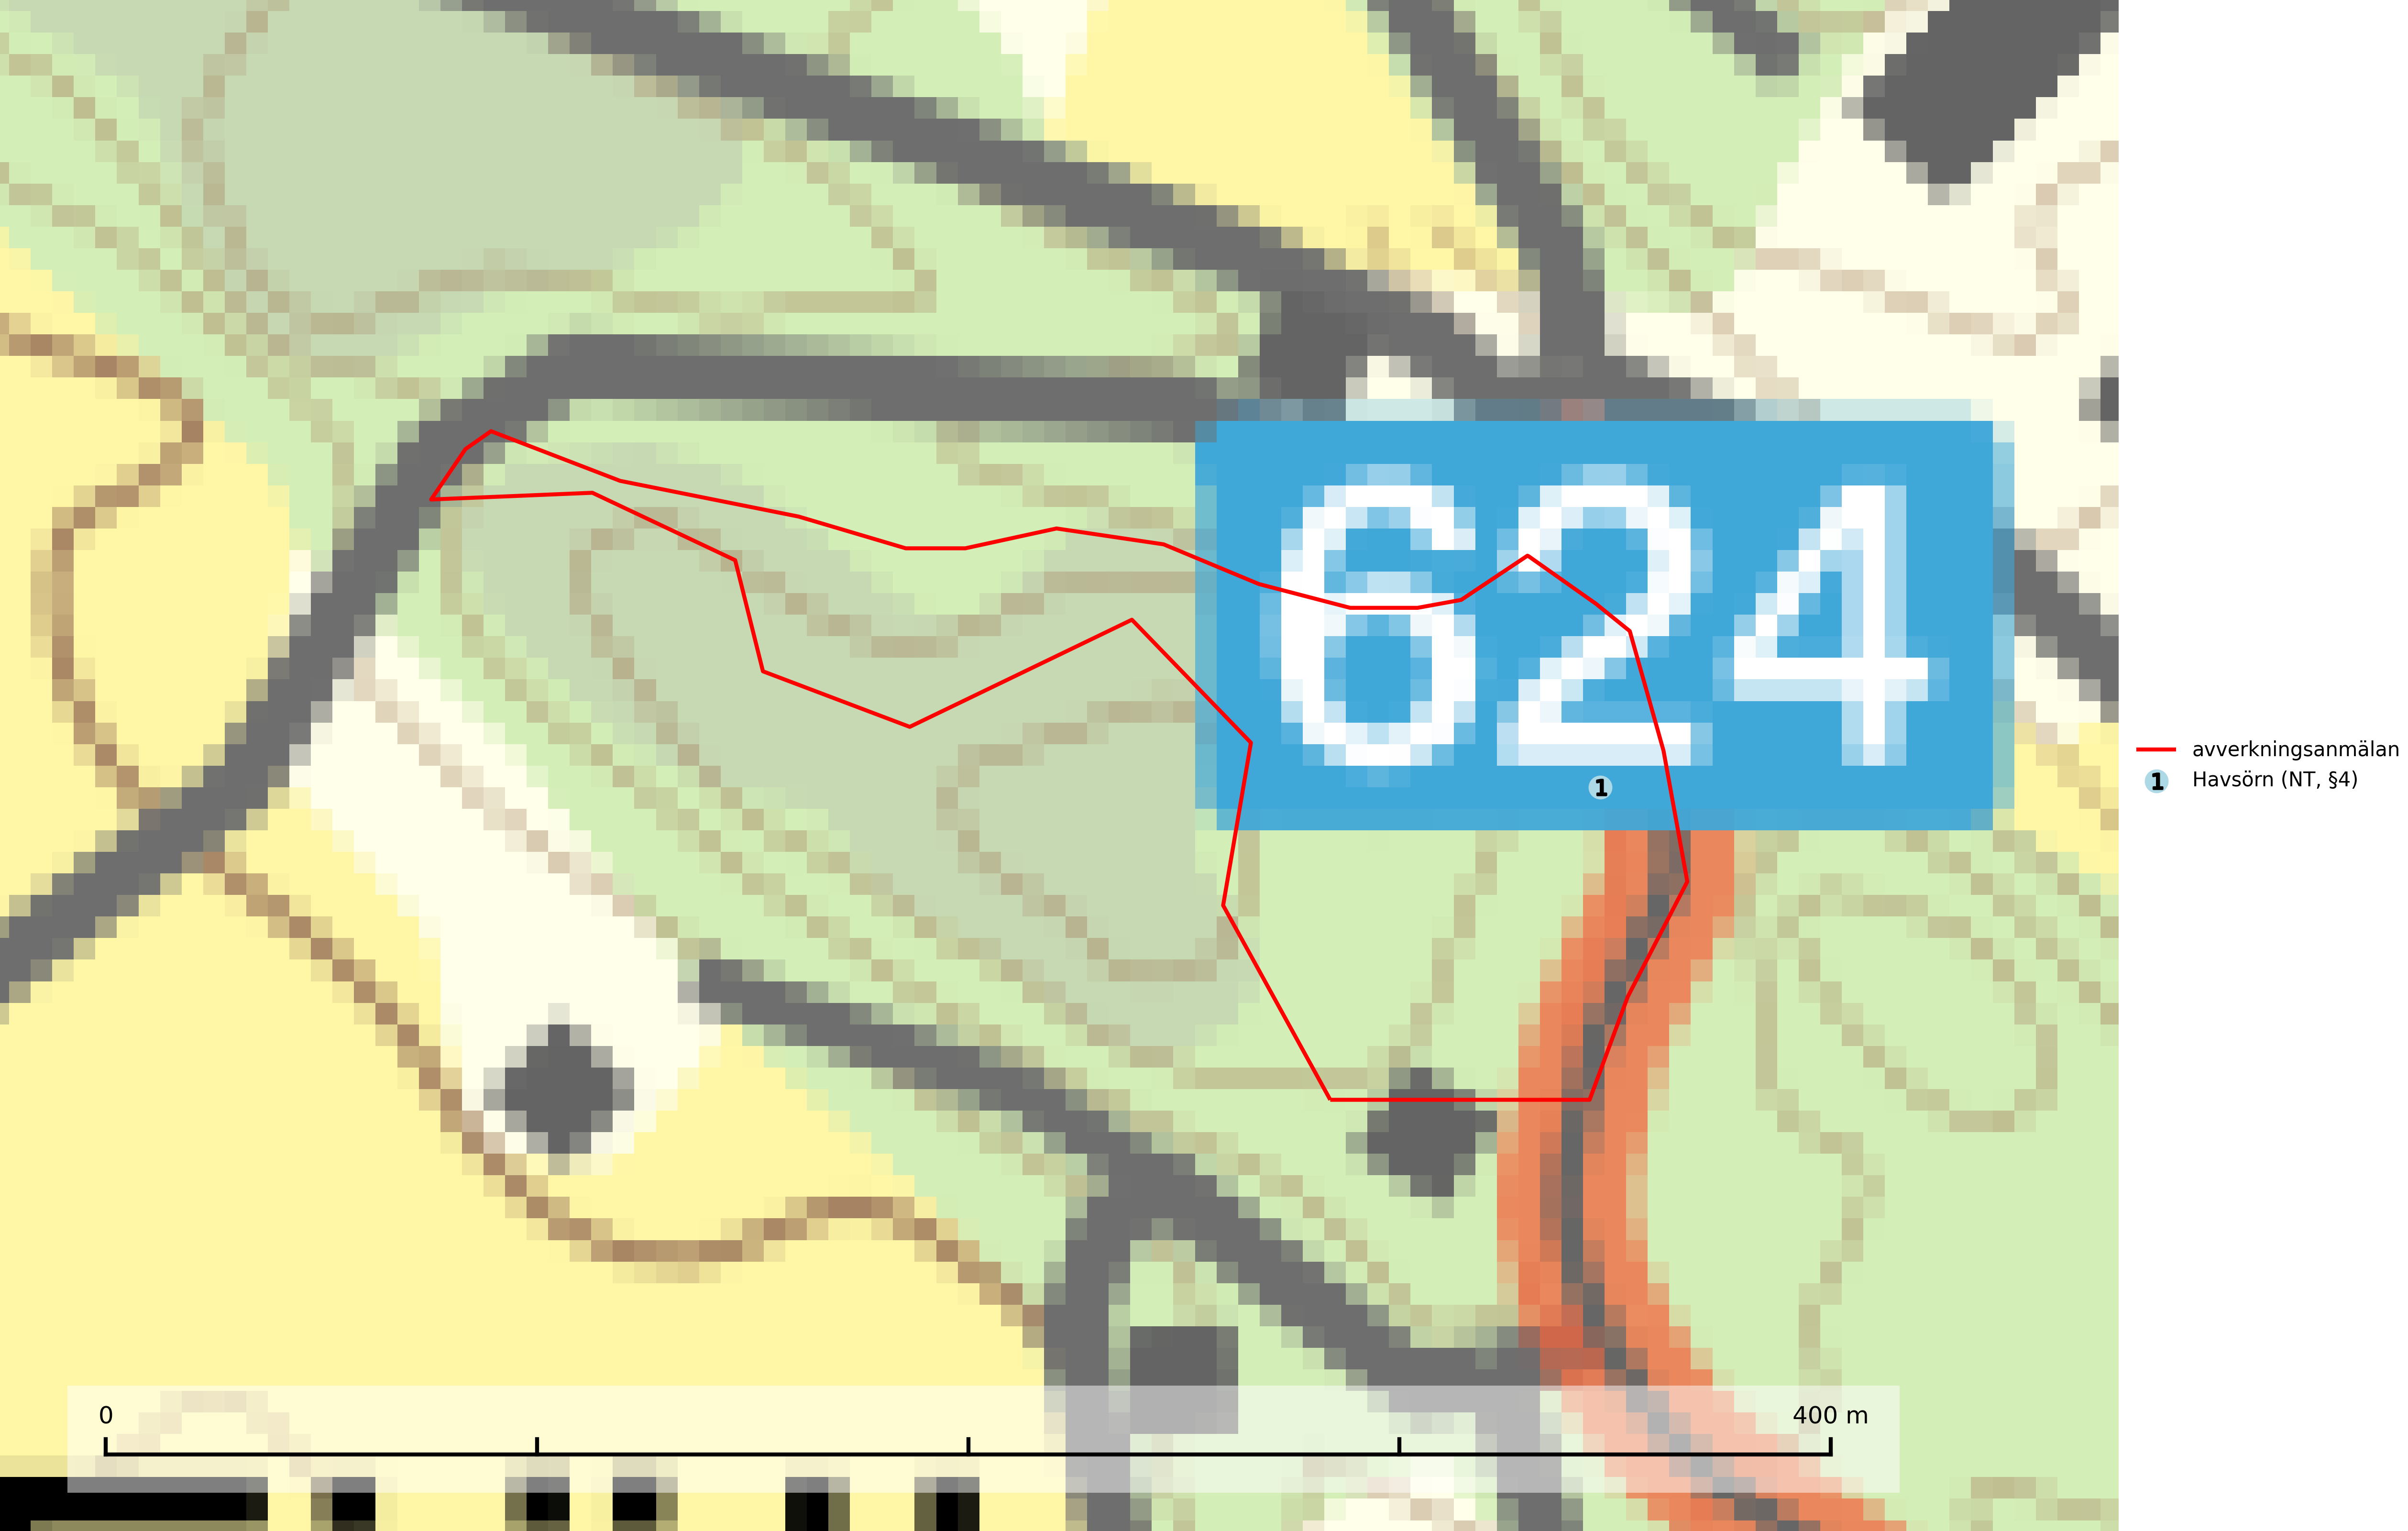 624
1
avverkningsanmälan
1 Havsörn (NT, §4)
0 400 m